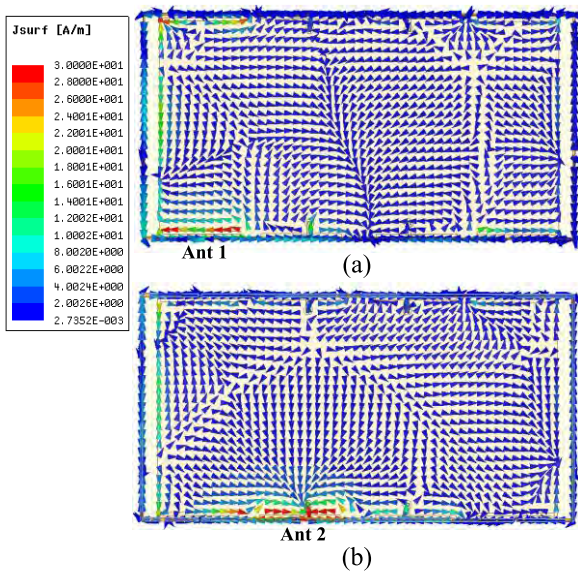 Jsurf [A/m]
3.0000E+001
2.8000E+001
2.6000E+001
2.4001E+001
2.2001E+001
2.0001E+001
1.8001E+001
1.6001E+001
1.4001E+001
1.2002E+001
1.0002E+001
8.0020E+000
6.0022E+000
4.0024E+000
2.0026E+000
2.7352E-003
Ant 1
(a)
Ant 2
(b)